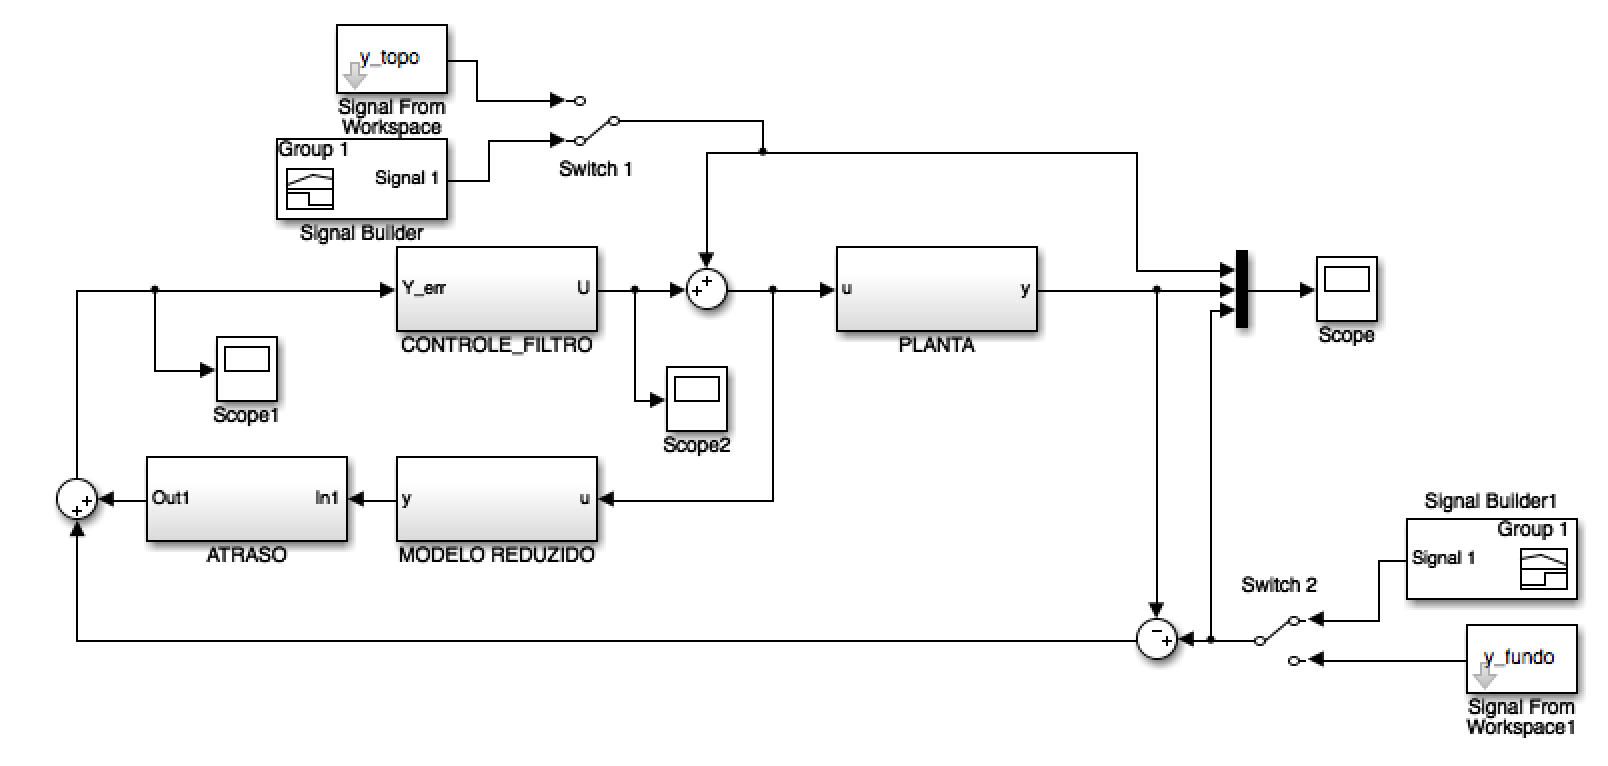 y_topo
Signal From
Workspace
Group 1
Signal 1
Signal Builder
Switch 1
Y_err
U
CONTROLE_FILTRO
+
+
u
y
PLANTA
Scope
Scope1
Scope2
Out1
In1
ATRASO
y
u
MODELO REDUZIDO
+
+
Signal Builder1
Group 1
Signal 1
Switch 2
−
+
y_fundo
Signal From
Workspace1